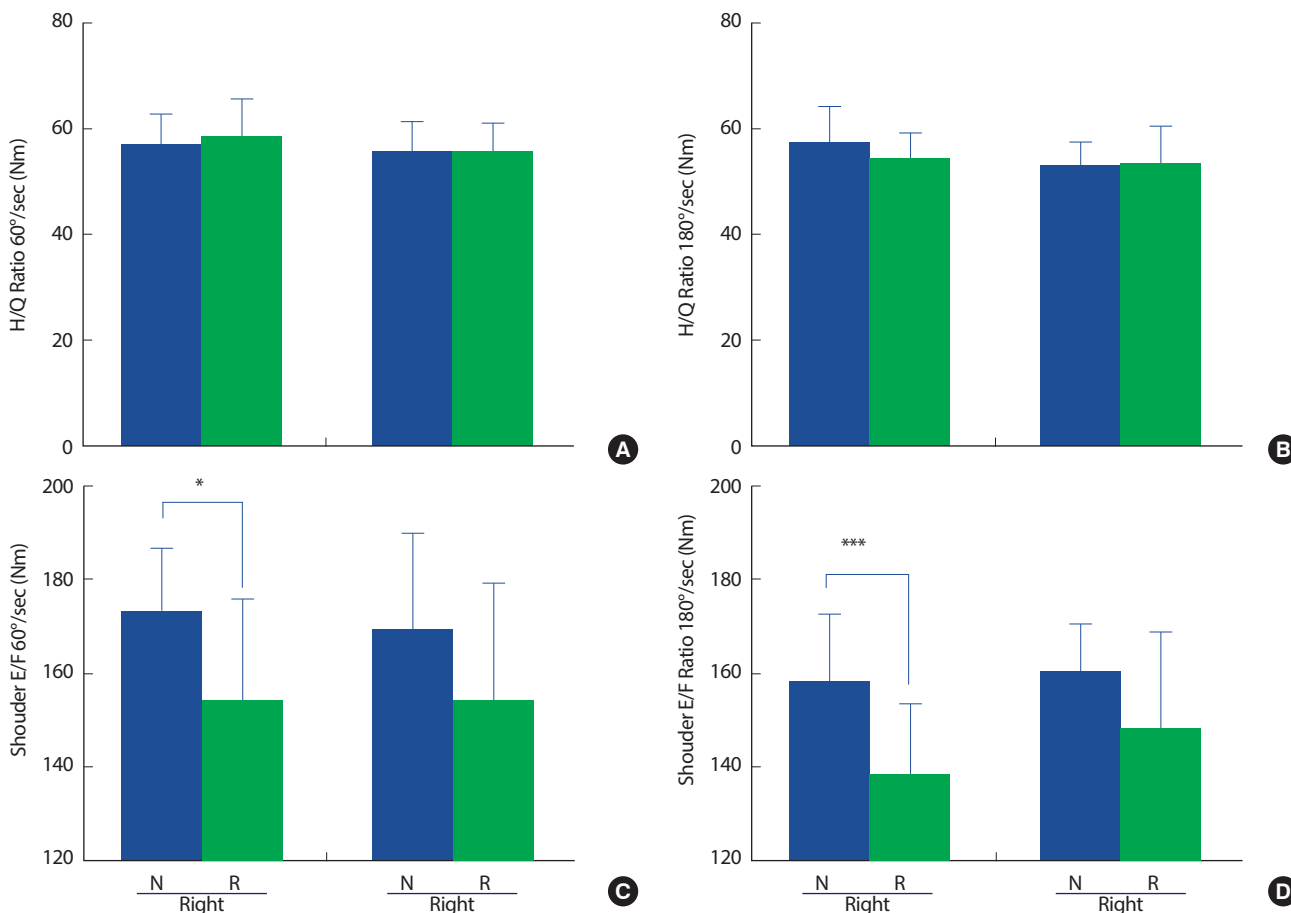 80
60
40
20
0
H/Q Ratio 60°/sec (Nm)
A
80
60
40
20
0
H/Q Ratio 180°/sec (Nm)
B
200
180
160
140
120
Shouder E/F 60°/sec (Nm)
*
N R N R
Right Right
C
200
180
160
140
120
Shouder E/F Ratio 180°/sec (Nm)
***
N R N R
Right Right
D